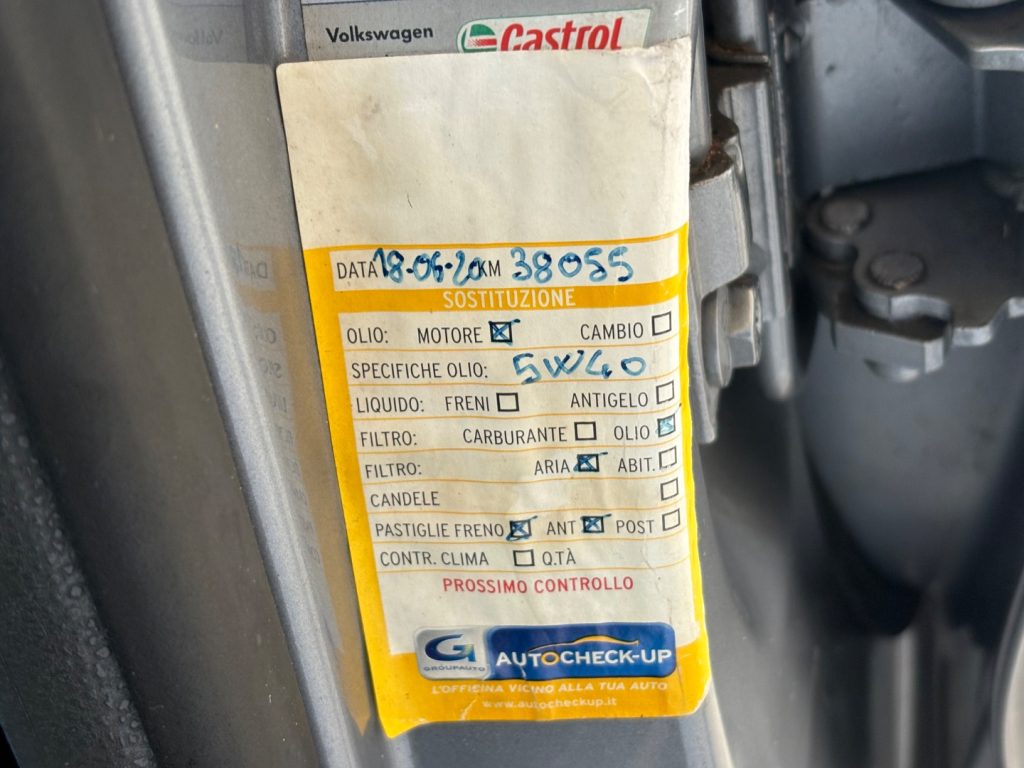 Volkswagen
Castrol
DATA 18-06-20 KM 38055
SOSTITUZIONE
OLIO: MOTORE CAMBIO
SPECIFICHE OLIO: 5W40
LIQUIDO: FRENI ANTIGELO
FILTRO: CARBURANTE OLIO
FILTRO: ARIA ABIT.
CANDELE
PASTIGLIE FRENO ANT POST
CONTR. CLIMA Q.TÀ
PROSSIMO CONTROLLO
G
GROUPAUTO
AUTOCHECK-UP
L'OFFICINA VICINO ALLA TUA AUTO
www.autocheckup.it